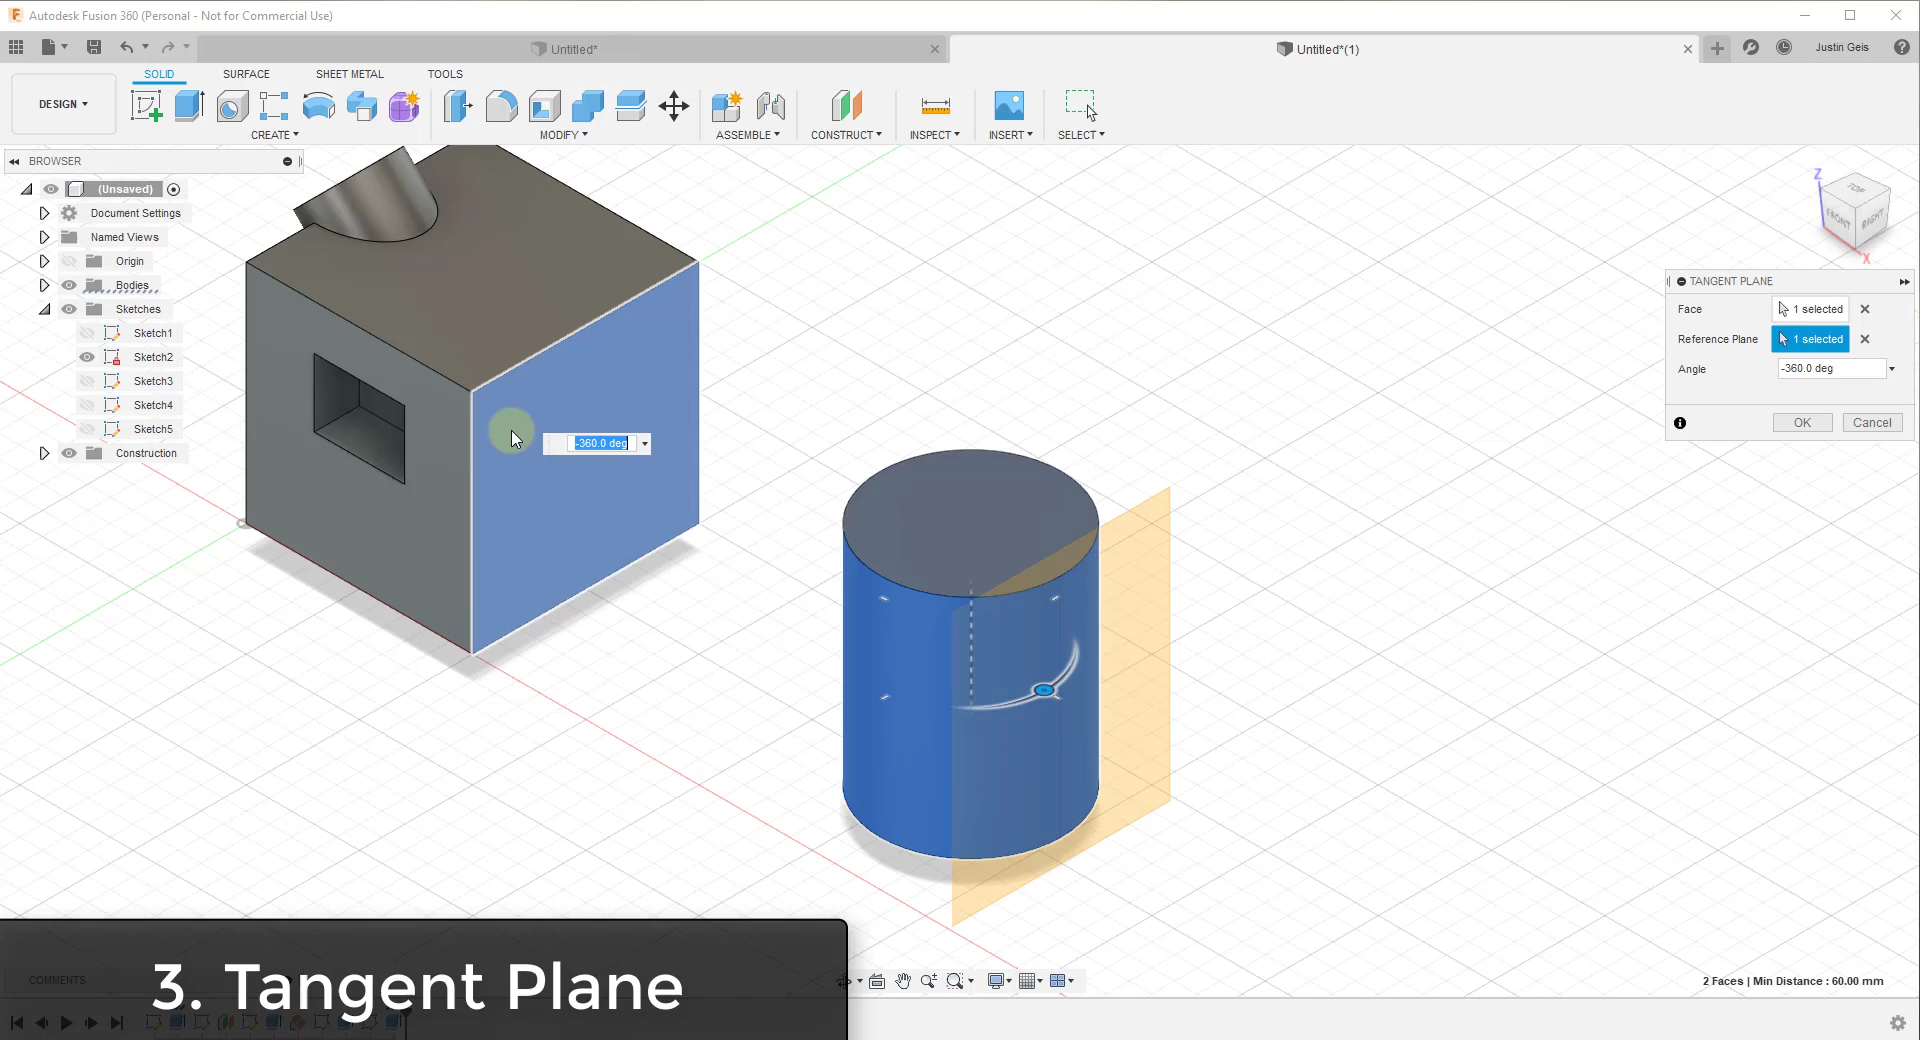 Autodesk Fusion 360 (Personal - Not for Commercial Use)
Untitled*
Untitled*(1)
Justin Geis
SOLID
SURFACE
SHEET METAL
TOOLS
DESIGN
CREATE
MODIFY
ASSEMBLE
CONSTRUCT
INSPECT
INSERT
SELECT
BROWSER
(Unsaved)
Document Settings
Named Views
Origin
Bodies
Sketches
Sketch1
Sketch2
Sketch3
Sketch4
Sketch5
Construction
Z
TOP
FRONT
RIGHT
X
TANGENT PLANE
Face 1 selected
Reference Plane 1 selected
Angle -360.0 deg
OK Cancel
-360.0 deg
COMMENTS
3. Tangent Plane
2 Faces | Min Distance : 60.00 mm